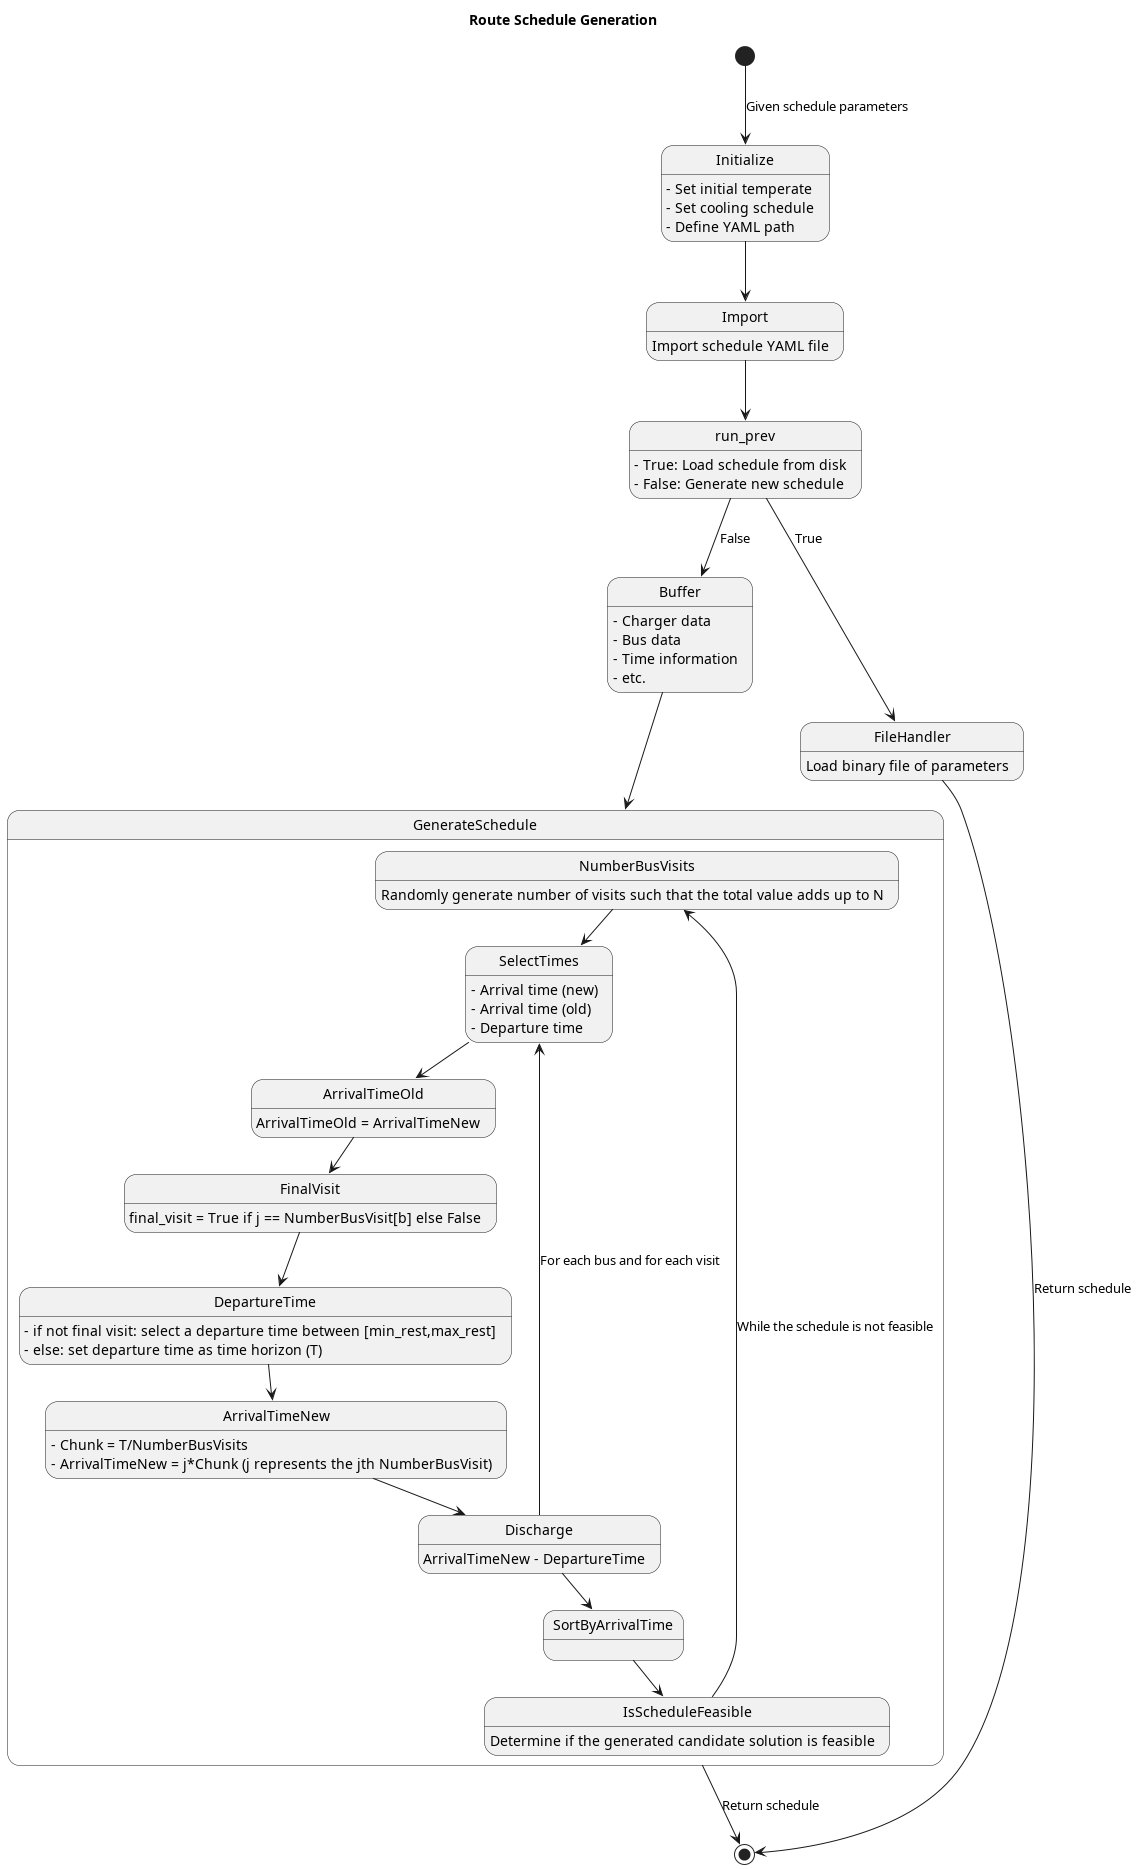 Route Schedule Generation
Given schedule parameters
Initialize
- Set initial temperate
- Set cooling schedule
- Define YAML path
Import
Import schedule YAML file
run_prev
- True: Load schedule from disk
- False: Generate new schedule
False
True
Buffer
- Charger data
- Bus data
- Time information
- etc.
FileHandler
Load binary file of parameters
GenerateSchedule
NumberBusVisits
Randomly generate number of visits such that the total value adds up to N
SelectTimes
- Arrival time (new)
- Arrival time (old)
- Departure time
ArrivalTimeOld
ArrivalTimeOld = ArrivalTimeNew
FinalVisit
final_visit = True if j == NumberBusVisit[b] else False
For each bus and for each visit
Return schedule
DepartureTime
- if not final visit: select a departure time between [min_rest,max_rest]
- else: set departure time as time horizon (T)
While the schedule is not feasible
ArrivalTimeNew
- Chunk = T/NumberBusVisits
- ArrivalTimeNew = j*Chunk (j represents the jth NumberBusVisit)
Discharge
ArrivalTimeNew - DepartureTime
SortByArrivalTime
IsScheduleFeasible
Determine if the generated candidate solution is feasible
Return schedule